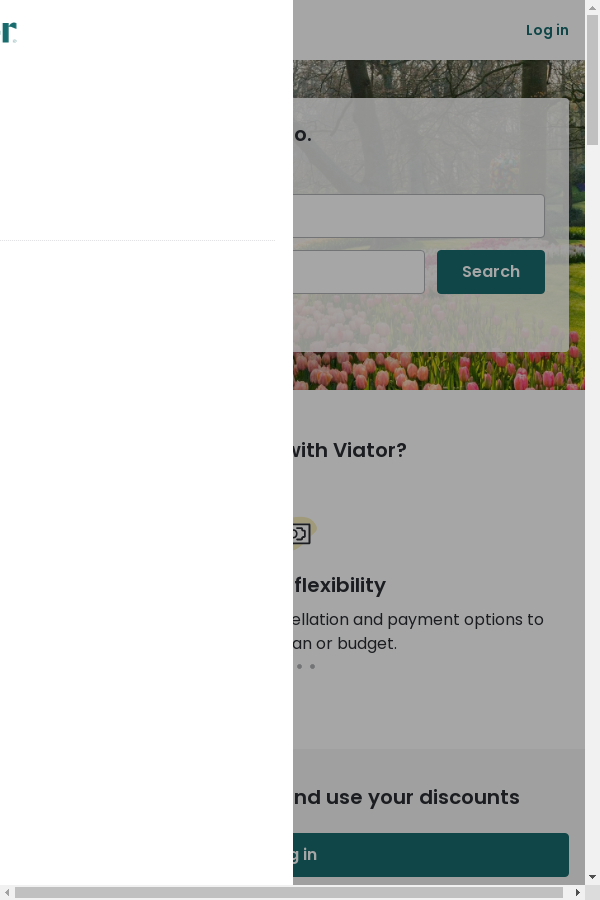 Log in
o.
Search
with Viator?
flexibility
ellation and payment options to
an or budget.
nd use your discounts
g in